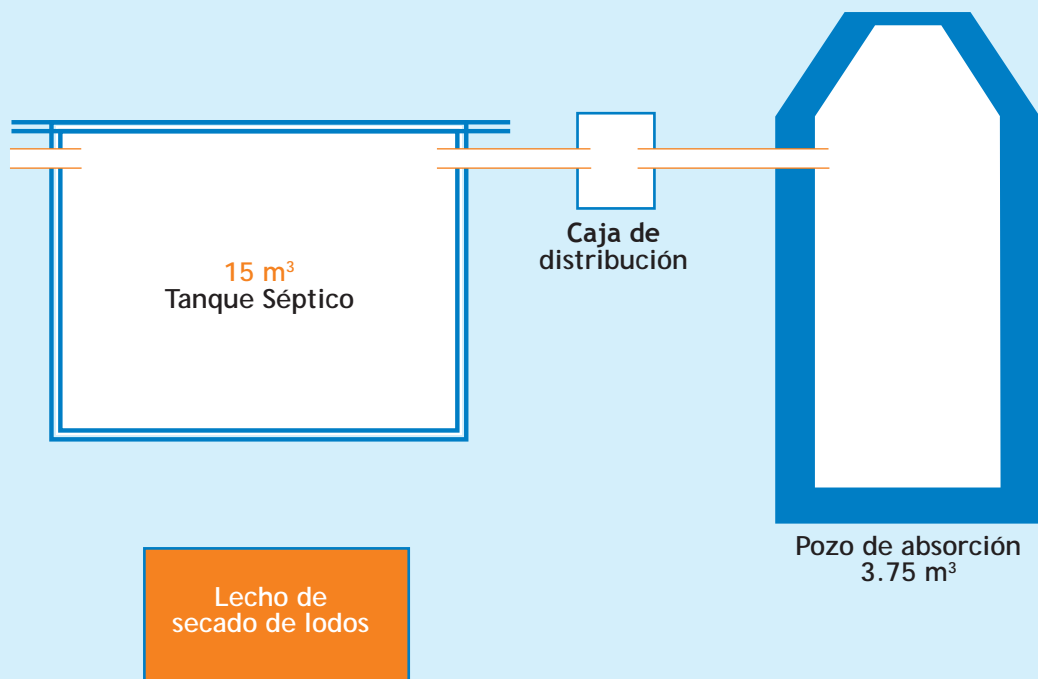 15 m³
Tanque Séptico
Caja de
distribución
Pozo de absorción
3.75 m³
Lecho de
secado de lodos